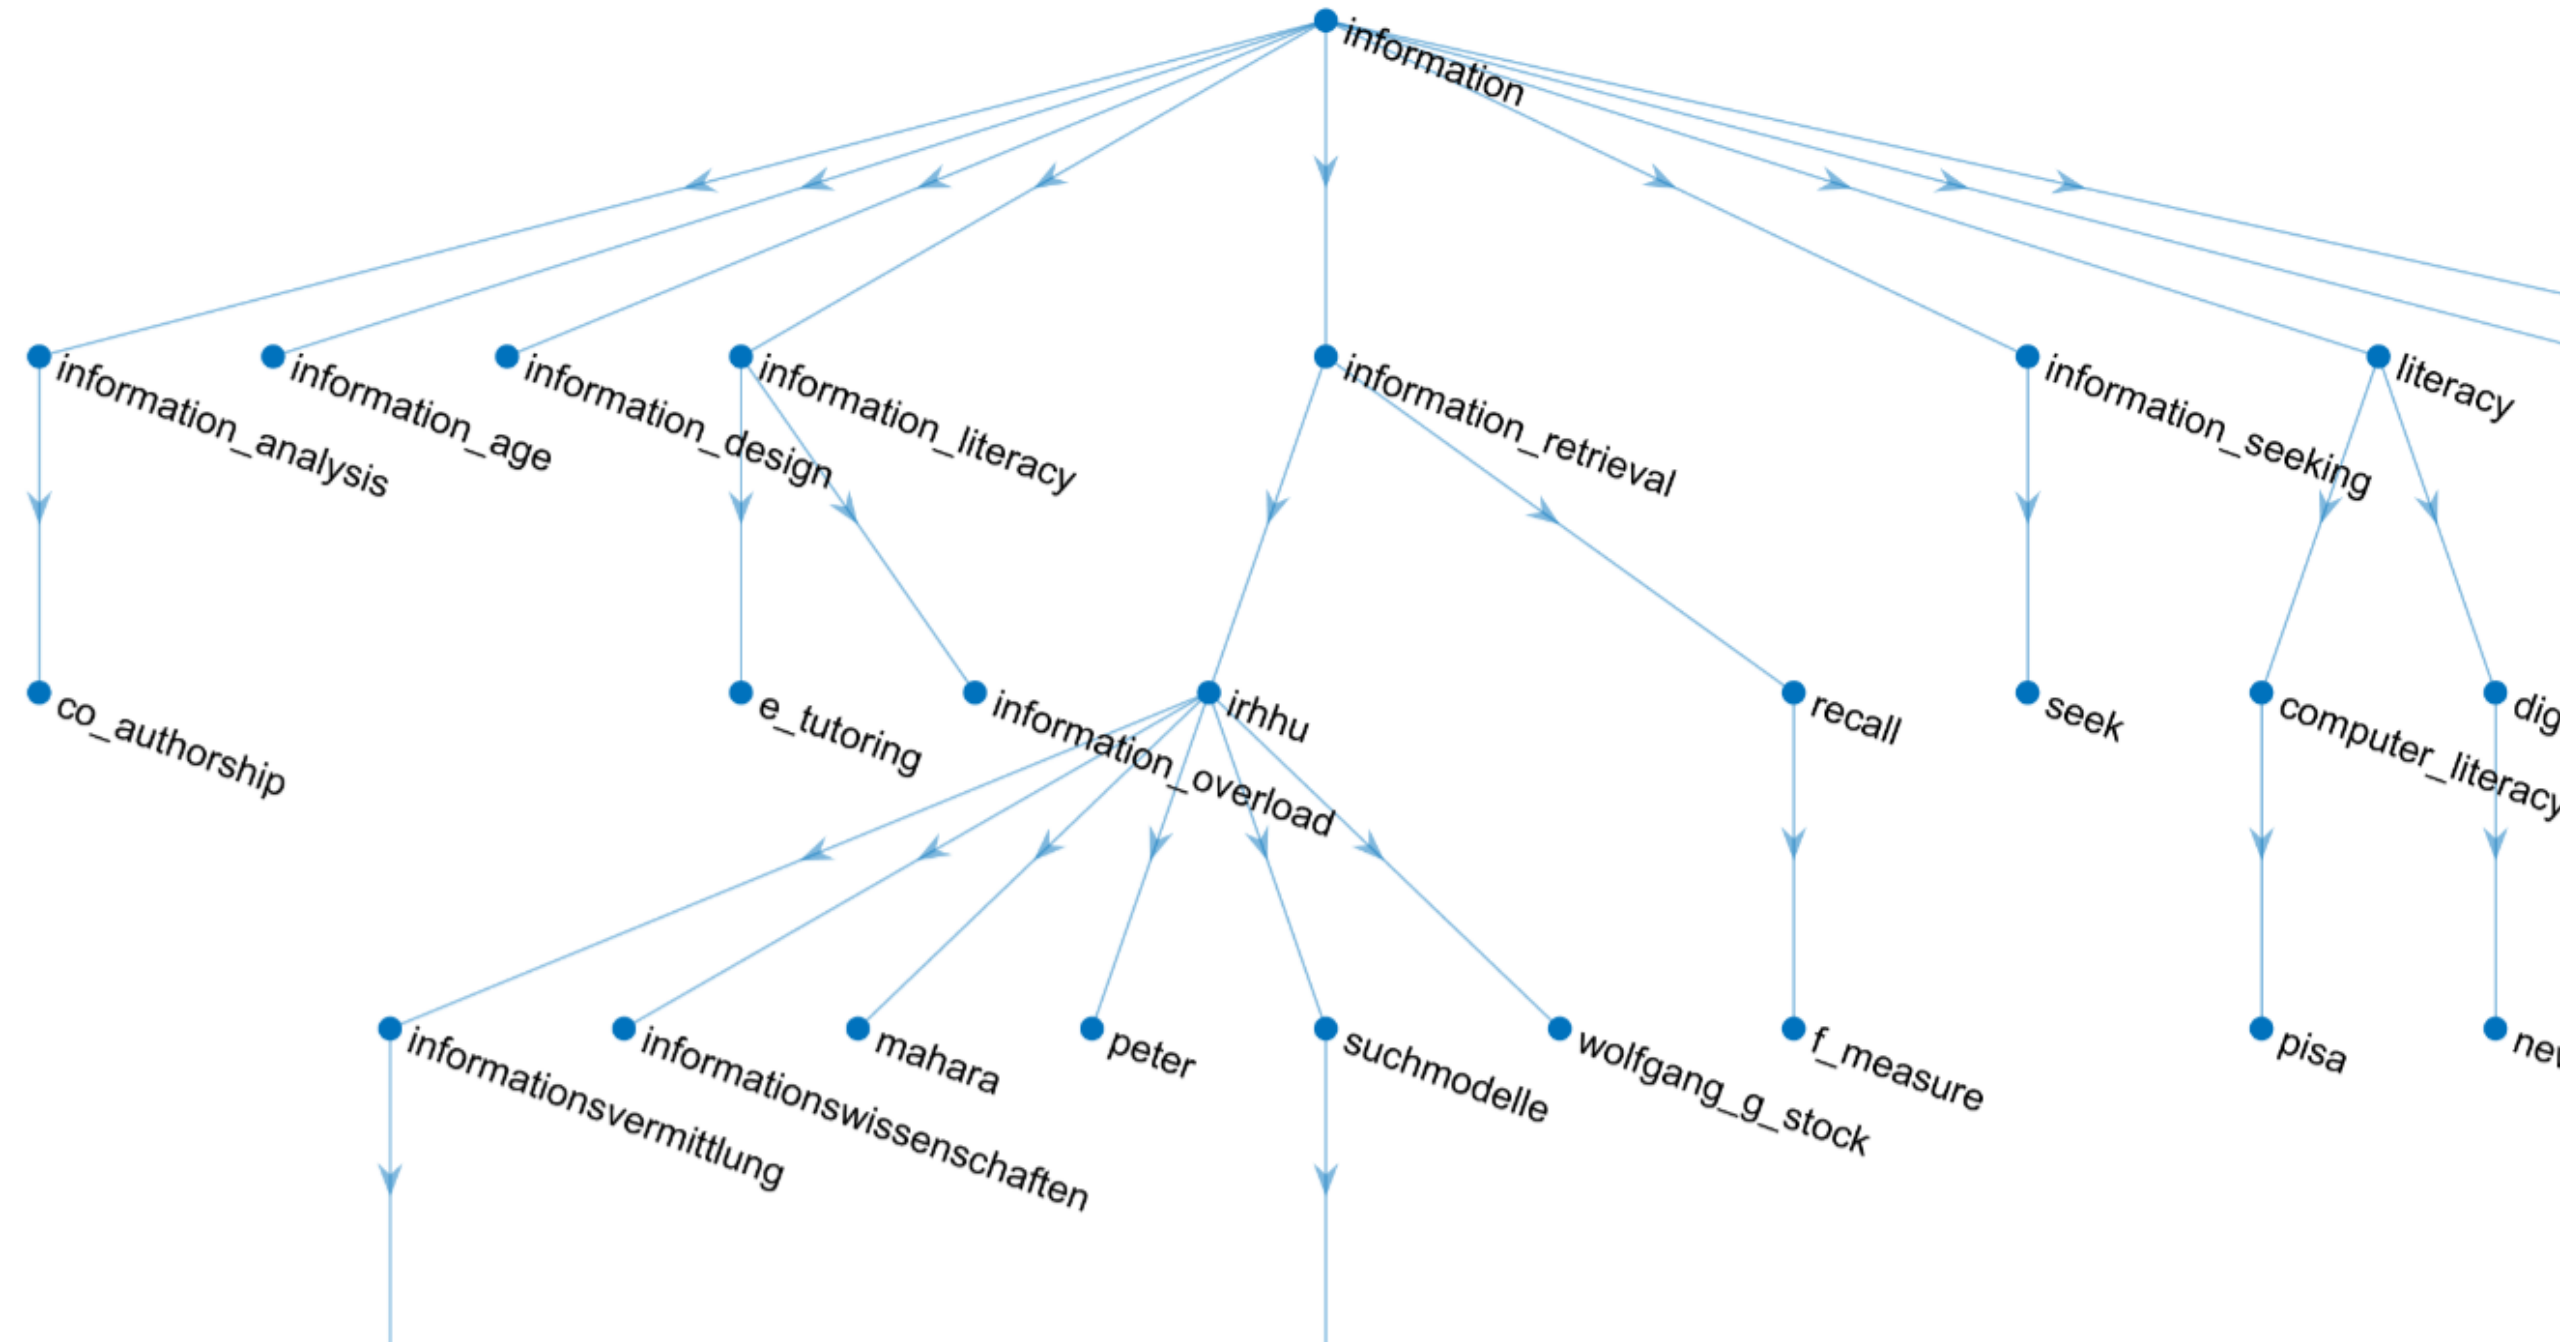 information
information_analysis
information_age
information_design
information_literacy
information_retrieval
information_seeking
literacy
co_authorship
e_tutoring
information_overload
irhhu
recall
seek
computer_literacy
dig
informationsvermittlung
informationswissenschaften
mahara
peter
suchmodelle
wolfgang_g_stock
f_measure
pisa